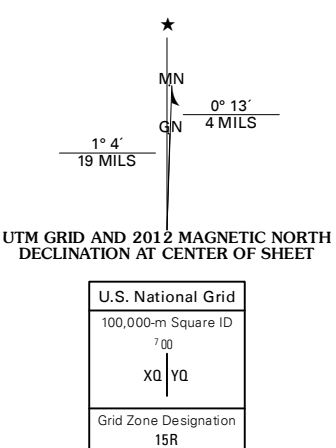 ★
MN
GN
0° 13´
4 MILS
1° 4´
19 MILS
UTM GRID AND 2012 MAGNETIC NORTH
DECLINATION AT CENTER OF SHEET
U.S. National Grid
100,000-m Square ID
7 00
XQ YQ
Grid Zone Designation
15R